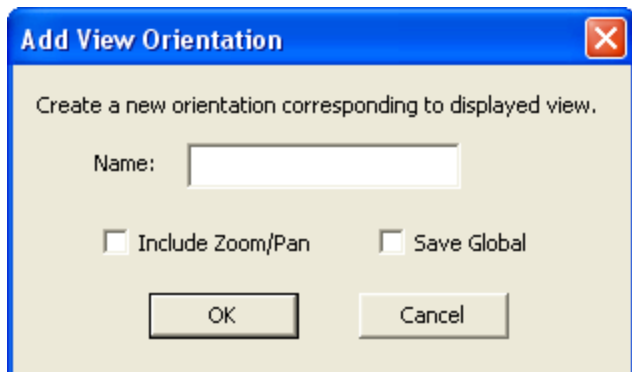 Add View Orientation
Create a new orientation corresponding to displayed view.
Name:
Include Zoom/Pan Save Global
OK Cancel